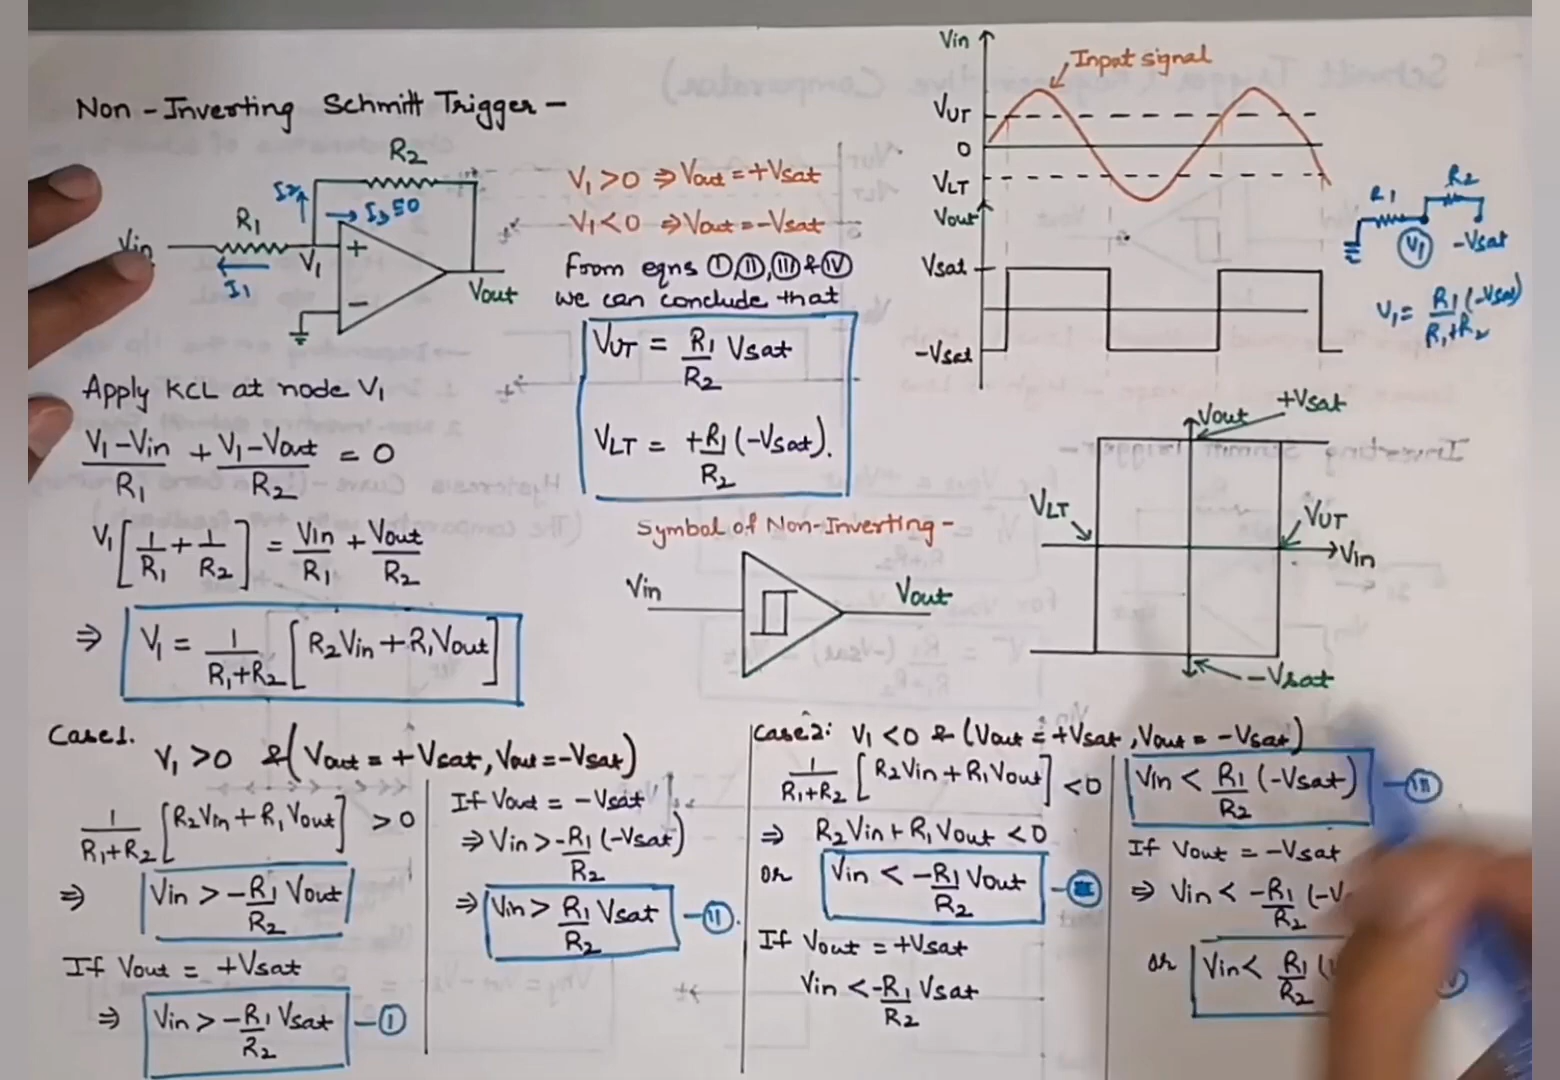 Non-Inverting Schmitt Trigger -
R2
I2
I3 ≃ 0
R1
Vin
V1
+
-
I1
Vout
V1>0 ⇒ Vout = +Vsat
V1<0 ⇒ Vout = -Vsat
From eqns I, II, III & IV
we can conclude that
VUT = R1/R2 Vsat
VLT = +R1/R2 (-Vsat).
Vin
Input signal
VUT
0
VLT
Vout
Vsat
-Vsat
R1
R2
V1
-Vsat
V1 = R1/(R1+R2) (-Vsat)
Vout
+Vsat
VLT
VUT
Vin
-Vsat
Apply KCL at node V1
(V1-Vin)/R1 + (V1-Vout)/R2 = 0
V1[1/R1 + 1/R2] = Vin/R1 + Vout/R2
⇒ V1 = 1/(R1+R2) [R2Vin+R1Vout]
Symbol of Non-Inverting -
Vin
Vout
Case1. V1>0 & (Vout = +Vsat, Vout = -Vsat)
1/(R1+R2) [R2Vin+R1Vout] >0
⇒ Vin > -R1/R2 Vout
If Vout = +Vsat
⇒ Vin > -R1/R2 Vsat - I
If Vout = -Vsat
⇒ Vin > -R1/R2 (-Vsat)
⇒ Vin > R1/R2 Vsat - II
Case2: V1<0 & (Vout = +Vsat, Vout = -Vsat)
1/(R1+R2) [R2Vin+R1Vout] <0
⇒ R2Vin+R1Vout <0
or Vin < -R1/R2 Vout
If Vout = +Vsat
Vin < -R1/R2 Vsat
Vin < R1/R2 (-Vsat) - III
If Vout = -Vsat
⇒ Vin < -R1/R2 (-V
or Vin < R1/R2 (